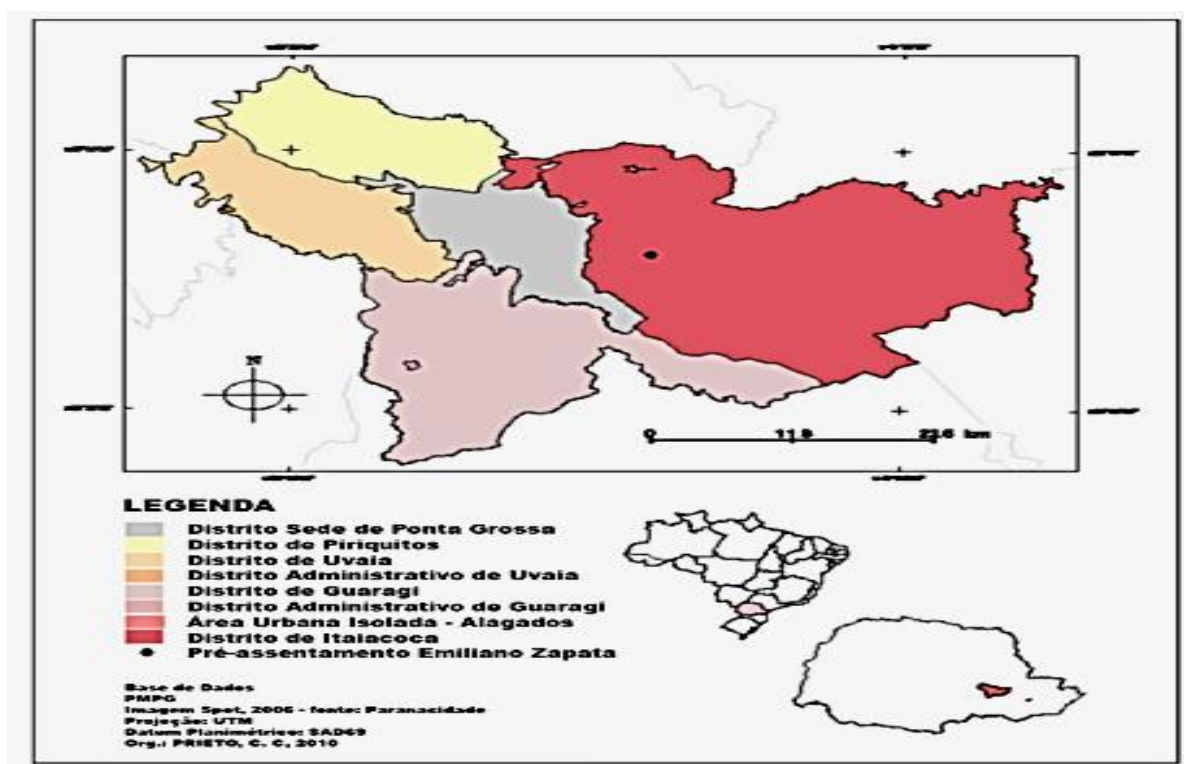 N
0 11.8 23.6 km
LEGENDA
Distrito Sede de Ponta Grossa
Distrito de Piriquitos
Distrito de Uvaia
Distrito Administrativo de Uvaia
Distrito de Guaragi
Distrito Administrativo de Guaragi
Área Urbana Isolada - Alagados
Distrito de Itaiacoca
Pré-assentamento Emiliano Zapata
Base de Dados
PMPG
Imagem Spot, 2006 - fonte: Paranacidade
Projeção: UTM
Datum Planimétrico: SAD69
Org.: PRIETO, C. C, 2010